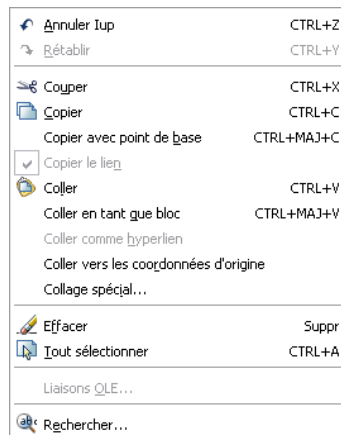 Annuler Iup CTRL+Z
Rétablir CTRL+Y
Couper CTRL+X
Copier CTRL+C
Copier avec point de base CTRL+MAJ+C
Copier le lien
Coller CTRL+V
Coller en tant que bloc CTRL+MAJ+V
Coller comme hyperlien
Coller vers les coordonnées d'origine
Collage spécial...
Effacer Suppr
Tout sélectionner CTRL+A
Liaisons OLE...
Rechercher...